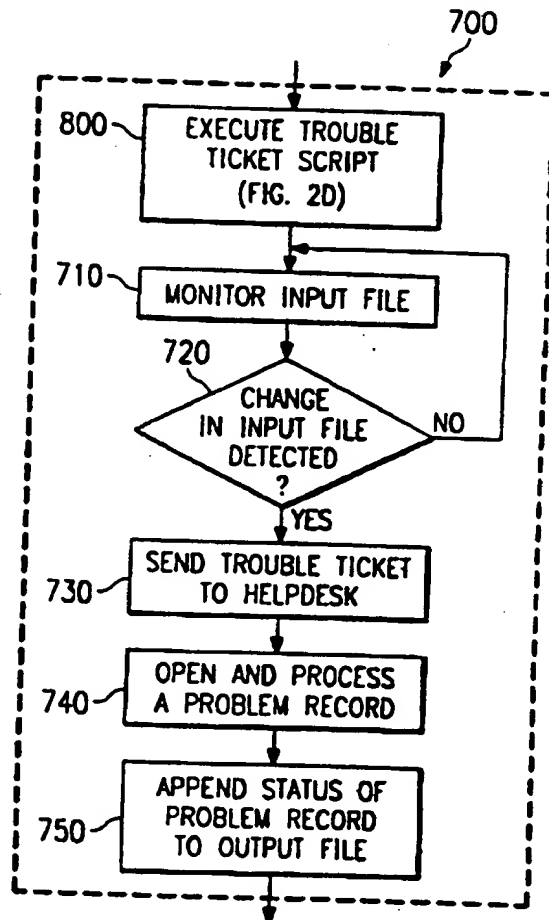 700
800
EXECUTE TROUBLE
TICKET SCRIPT
(FIG. 2D)
710
MONITOR INPUT FILE
720
CHANGE
IN INPUT FILE
DETECTED
?
NO
YES
730
SEND TROUBLE TICKET
TO HELPDESK
740
OPEN AND PROCESS
A PROBLEM RECORD
750
APPEND STATUS OF
PROBLEM RECORD
TO OUTPUT FILE